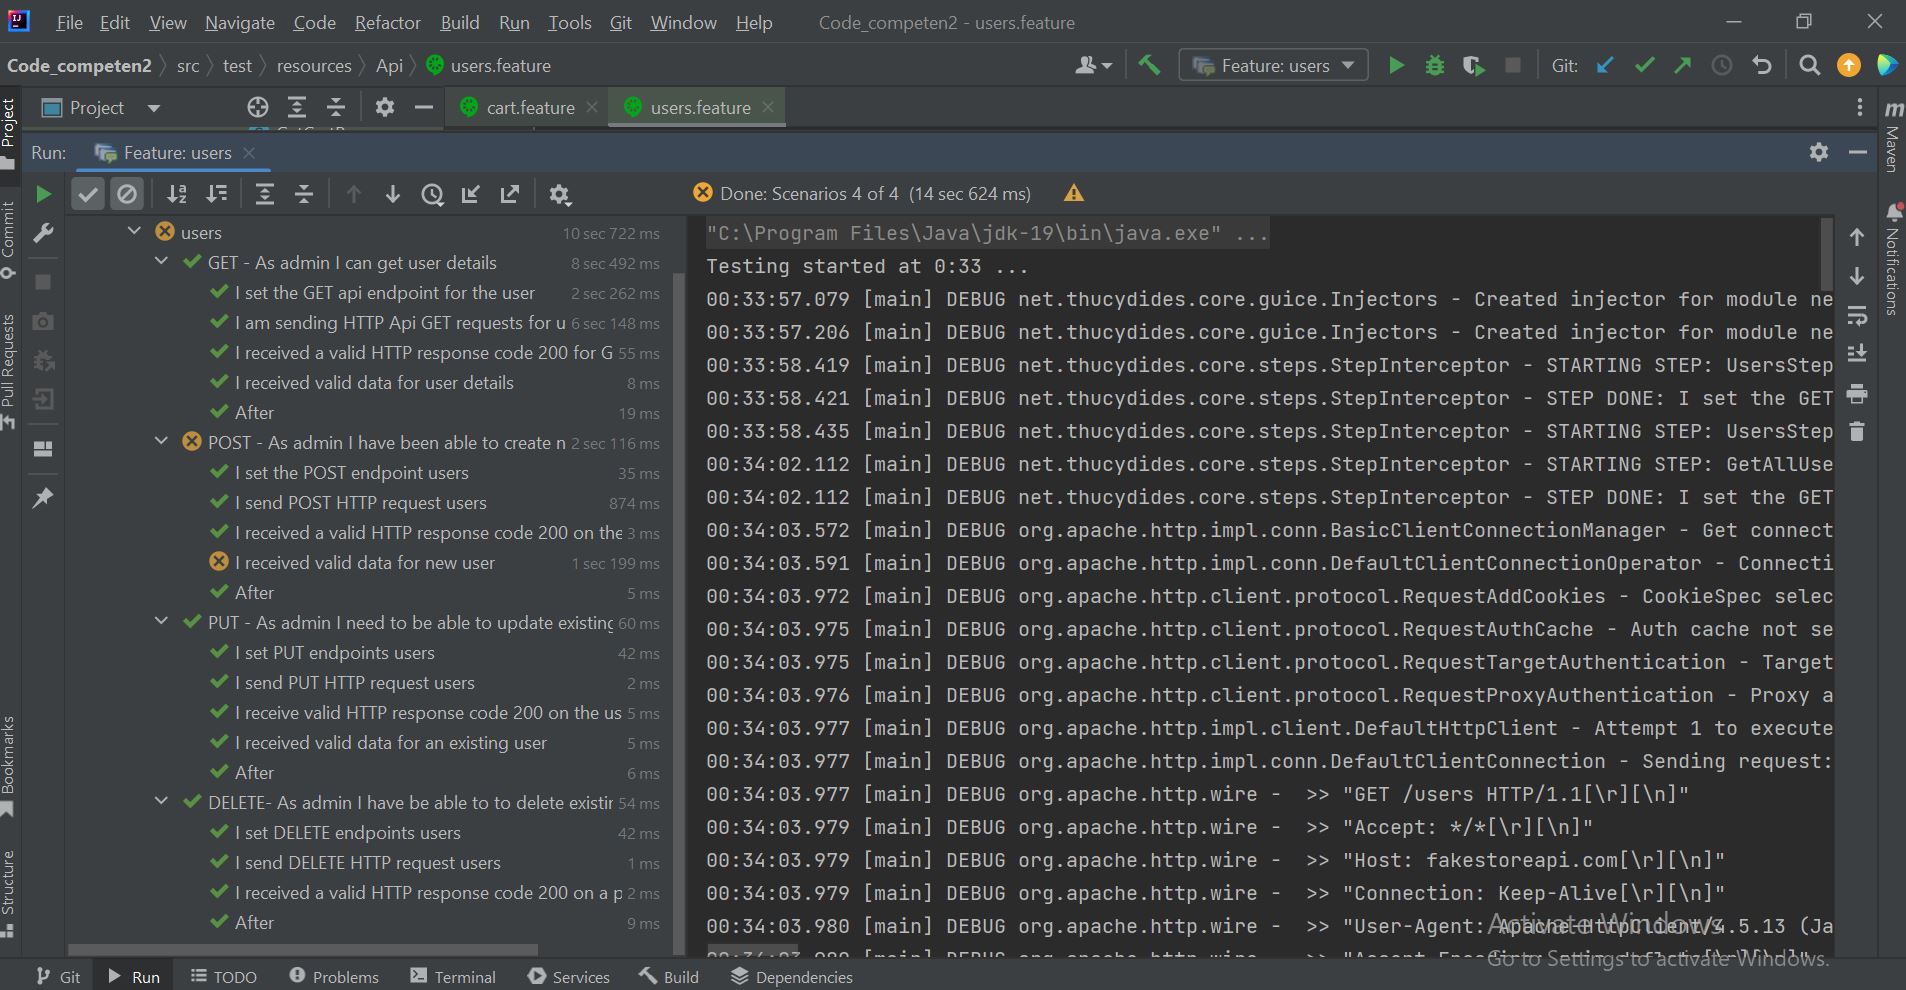 File Edit View Navigate Code Refactor Build Run Tools Git Window Help Code_competen2 - users.feature
Code_competen2 src test resources Api users.feature Feature: users Git:
Project cart.feature users.feature
Run: Feature: users
Done: Scenarios 4 of 4 (14 sec 624 ms)
users 10 sec 722 ms
GET - As admin I can get user details 8 sec 492 ms
I set the GET api endpoint for the user 2 sec 262 ms
I am sending HTTP Api GET requests for u 6 sec 148 ms
I received a valid HTTP response code 200 for G 55 ms
I received valid data for user details 8 ms
After 19 ms
POST - As admin I have been able to create n 2 sec 116 ms
I set the POST endpoint users 35 ms
I send POST HTTP request users 874 ms
I received a valid HTTP response code 200 on the 3 ms
I received valid data for new user 1 sec 199 ms
After 5 ms
PUT - As admin I need to be able to update existing 60 ms
I set PUT endpoints users 42 ms
I send PUT HTTP request users 2 ms
I receive valid HTTP response code 200 on the us 5 ms
I received valid data for an existing user 5 ms
After 6 ms
DELETE- As admin I have be able to to delete existin 54 ms
I set DELETE endpoints users 42 ms
I send DELETE HTTP request users 1 ms
I received a valid HTTP response code 200 on a p 2 ms
After 9 ms
"C:\Program Files\Java\jdk-19\bin\java.exe" ...
Testing started at 0:33 ...
00:33:57.079 [main] DEBUG net.thucydides.core.guice.Injectors - Created injector for module ne
00:33:57.206 [main] DEBUG net.thucydides.core.guice.Injectors - Created injector for module ne
00:33:58.419 [main] DEBUG net.thucydides.core.steps.StepInterceptor - STARTING STEP: UsersStep
00:33:58.421 [main] DEBUG net.thucydides.core.steps.StepInterceptor - STEP DONE: I set the GET
00:33:58.435 [main] DEBUG net.thucydides.core.steps.StepInterceptor - STARTING STEP: UsersStep
00:34:02.112 [main] DEBUG net.thucydides.core.steps.StepInterceptor - STARTING STEP: GetAllUse
00:34:02.112 [main] DEBUG net.thucydides.core.steps.StepInterceptor - STEP DONE: I set the GET
00:34:03.572 [main] DEBUG org.apache.http.impl.conn.BasicClientConnectionManager - Get connect
00:34:03.591 [main] DEBUG org.apache.http.impl.conn.DefaultClientConnectionOperator - Connecti
00:34:03.972 [main] DEBUG org.apache.http.client.protocol.RequestAddCookies - CookieSpec selec
00:34:03.975 [main] DEBUG org.apache.http.client.protocol.RequestAuthCache - Auth cache not se
00:34:03.975 [main] DEBUG org.apache.http.client.protocol.RequestTargetAuthentication - Target
00:34:03.976 [main] DEBUG org.apache.http.client.protocol.RequestProxyAuthentication - Proxy a
00:34:03.977 [main] DEBUG org.apache.http.impl.client.DefaultHttpClient - Attempt 1 to execute
00:34:03.977 [main] DEBUG org.apache.http.impl.conn.DefaultClientConnection - Sending request:
00:34:03.977 [main] DEBUG org.apache.http.wire - >> "GET /users HTTP/1.1[\r][\n]"
00:34:03.979 [main] DEBUG org.apache.http.wire - >> "Accept: */*[\r][\n]"
00:34:03.979 [main] DEBUG org.apache.http.wire - >> "Host: fakestoreapi.com[\r][\n]"
00:34:03.979 [main] DEBUG org.apache.http.wire - >> "Connection: Keep-Alive[\r][\n]"
00:34:03.980 [main] DEBUG org.apache.http.wire - >> "User-Agent: Apache-HttpClient/4.5.13 (Ja
Activate Windows
Go to Settings to activate Windows.
Project
Commit
Pull Requests
Bookmarks
Structure
m
Maven
Notifications
Git Run TODO Problems Terminal Services Build Dependencies